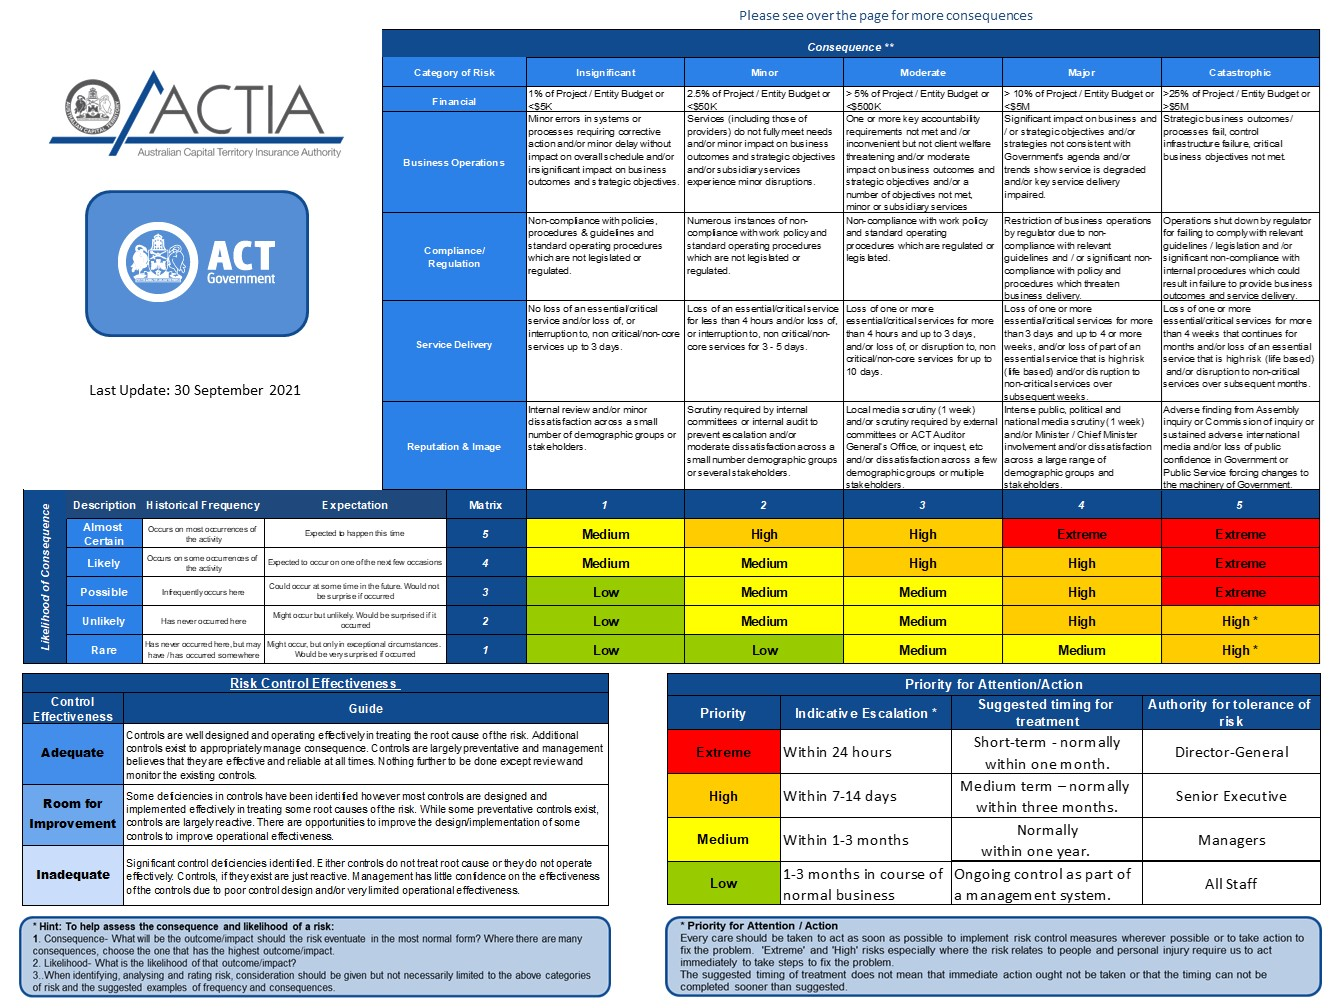 Please see over the page for more consequences
ACTIA
Australian Capital Territory Insurance Authority
ACT
Government
Last Update: 30 September 2021
Consequence **
Category of Risk
Insignificant
Minor
Moderate
Major
Catastrophic
Financial
1% of Project / Entity Budget or
<$5K
2.5% of Project / Entity Budget or
<$50K
> 5% of Project / Entity Budget or
<$500K
> 10% of Project / Entity Budget or
<$5M
>25% of Project / Entity Budget or
>$5M
Business Operations
Minor errors in systems or
processes requiring corrective
action and/or minor delay without
impact on overall schedule and/or
insignificant impact on business
outcomes and strategic objectives.
Services (including those of
providers) do not fully meet needs
and/or minor impact on business
outcomes and strategic objectives
and/or subsidiary services
experience minor disruptions.
One or more key accountability
requirements not met and /or
inconvenient but not client welfare
threatening and/or moderate
impact on business outcomes and
strategic objectives and/or a
number of objectives not met,
minor or subsidiary services
Significant impact on business and
/ or strategic objectives and/or
strategies not consistent with
Government's agenda and/or
trends show service is degraded
and/or key service delivery
impaired.
Strategic business outcomes/
processes fail, control
infrastructure failure, critical
business objectives not met.
Compliance/
Regulation
Non-compliance with policies,
procedures & guidelines and
standard operating procedures
which are not legislated or
regulated.
Numerous instances of non-
compliance with work policy and
standard operating procedures
which are not legislated or
regulated.
Non-compliance with work policy
and standard operating
procedures which are regulated or
legislated.
Restriction of business operations
by regulator due to non-
compliance with relevant
guidelines and / or significant non-
compliance with policy and
procedures which threaten
business delivery.
Operations shut down by regulator
for failing to comply with relevant
guidelines / legislation and /or
significant non-compliance with
internal procedures which could
result in failure to provide business
outcomes and service delivery.
Service Delivery
No loss of an essential/critical
service and/or loss of, or
interruption to, non critical/non-core
services up to 3 days.
Loss of an essential/critical service
for less than 4 hours and/or loss of,
or interruption to, non critical/non-
core services for 3 - 5 days.
Loss of one or more
essential/critical services for more
than 4 hours and up to 3 days,
and/or loss of, or disruption to, non
critical/non-core services for up to
10 days.
Loss of one or more
essential/critical services for more
than 3 days and up to 4 or more
weeks, and/or loss of part of an
essential service that is high risk
(life based) and/or disruption to
non-critical services over
subsequent weeks.
Loss of one or more
essential/critical services for more
than 4 weeks that continues for
months and/or loss of an essential
service that is high risk (life based)
and/or disruption to non-critical
services over subsequent months.
Reputation & Image
Internal review and/or minor
dissatisfaction across a small
number of demographic groups or
stakeholders.
Scrutiny required by internal
committees or internal audit to
prevent escalation and/or
moderate dissatisfaction across a
small number demographic groups
or several stakeholders.
Local media scrutiny (1 week)
and/or scrutiny required by external
committees or ACT Auditor
General's Office, or inquest, etc
and/or dissatisfaction across a few
demographic groups or multiple
stakeholders.
Intense public, political and
national media scrutiny (1 week)
and/or Minister / Chief Minister
involvement and/or dissatisfaction
across a large range of
demographic groups and
stakeholders.
Adverse finding from Assembly
inquiry or Commission of inquiry or
sustained adverse international
media and/or loss of public
confidence in Government or
Public Service forcing changes to
the machinery of Government.
Likelihood of Consequence
Description
Historical Frequency
Expectation
Matrix
1
2
3
4
5
Almost
Certain
Occurs on most occurrences of
the activity
Expected to happen this time
5
Medium
High
High
Extreme
Extreme
Likely
Occurs on some occurrences of
the activity
Expected to occur on one of the next few occasions
4
Medium
Medium
High
High
Extreme
Possible
Infrequently occurs here
Could occur at some time in the future. Would not
be surprise if occurred
3
Low
Medium
Medium
High
Extreme
Unlikely
Has never occurred here
Might occur but unlikely. Would be surprised if it
occurred
2
Low
Medium
Medium
High
High *
Rare
Has never occurred here, but may
have / has occurred somewhere
Might occur, but only in exceptional circumstances.
Would be very surprised if occurred
1
Low
Low
Medium
Medium
High *
Risk Control Effectiveness
Control
Effectiveness
Guide
Adequate
Controls are well designed and operating effectively in treating the root cause of the risk. Additional
controls exist to appropriately manage consequence. Controls are largely preventative and management
believes that they are effective and reliable at all times. Nothing further to be done except review and
monitor the existing controls.
Room for
Improvement
Some deficiencies in controls have been identified however most controls are designed and
implemented effectively in treating some root causes of the risk. While some preventative controls exist,
controls are largely reactive. There are opportunities to improve the design/implementation of some
controls to improve operational effectiveness.
Inadequate
Significant control deficiencies identified. Either controls do not treat root cause or they do not operate
effectively. Controls, if they exist are just reactive. Management has little confidence on the effectiveness
of the controls due to poor control design and/or very limited operational effectiveness.
Priority for Attention/Action
Priority
Indicative Escalation *
Suggested timing for
treatment
Authority for tolerance of
risk
Extreme
Within 24 hours
Short-term - normally
within one month.
Director-General
High
Within 7-14 days
Medium term – normally
within three months.
Senior Executive
Medium
Within 1-3 months
Normally
within one year.
Managers
Low
1-3 months in course of
normal business
Ongoing control as part of
a management system.
All Staff
* Hint: To help assess the consequence and likelihood of a risk:
1. Consequence- What will be the outcome/impact should the risk eventuate in the most normal form? Where there are many
consequences, choose the one that has the highest outcome/impact.
2. Likelihood- What is the likelihood of that outcome/impact?
3. When identifying, analysing and rating risk, consideration should be given but not necessarily limited to the above categories
of risk and the suggested examples of frequency and consequences.
* Priority for Attention / Action
Every care should be taken to act as soon as possible to implement risk control measures wherever possible or to take action to
fix the problem. 'Extreme' and 'High' risks especially where the risk relates to people and personal injury require us to act
immediately to take steps to fix the problem.
The suggested timing of treatment does not mean that immediate action ought not be taken or that the timing can not be
completed sooner than suggested.